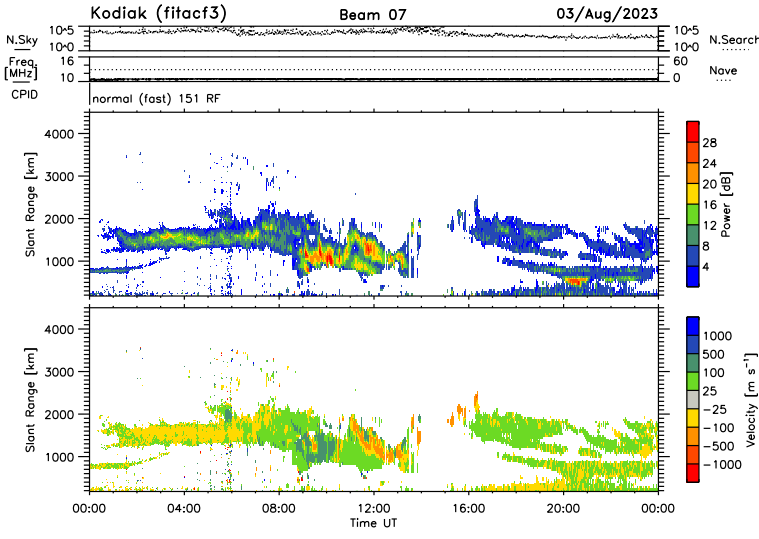 Kodiak (fitacf3) Beam 07 03/Aug/2023
N.Sky 10^5 10^0 10^5 10^0 N.Search
Freq. [MHz] 16 10 60 0 Nave
CPID normal (fast) 151 RF
Slant Range [km] 4000 3000 2000 1000
28 24 20 16 12 8 4 Power [dB]
Slant Range [km] 4000 3000 2000 1000
1000 500 100 25 -25 -100 -500 -1000 Velocity [m s^-1]
00:00 04:00 08:00 12:00 16:00 20:00 00:00
Time UT